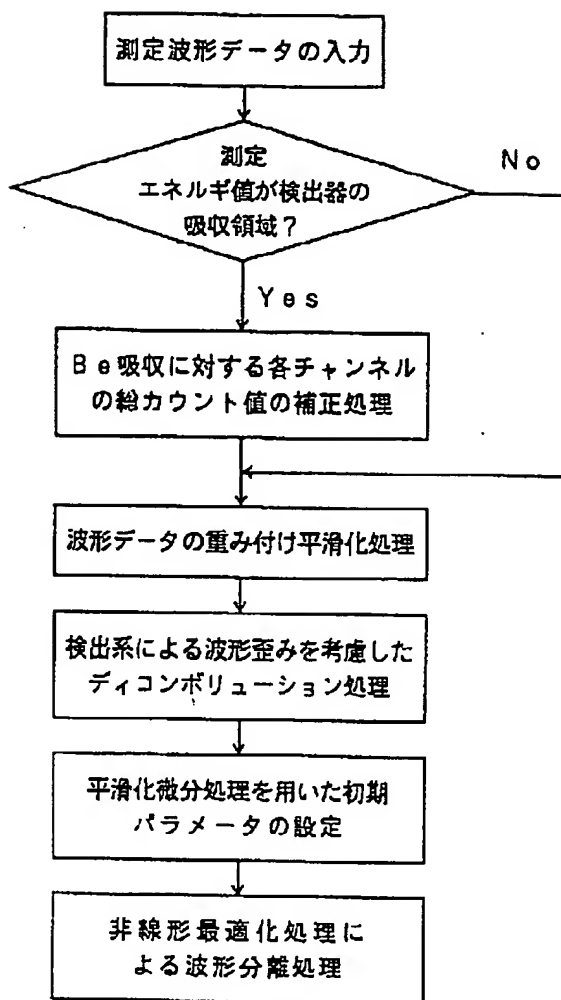 測定波形データの入力
測定
エネルギ値が検出器の
吸収領域？
No
Yes
Be吸収に対する各チャンネル
の総カウント値の補正処理
波形データの重み付け平滑化処理
検出系による波形歪みを考慮した
ディコンボリューション処理
平滑化微分処理を用いた初期
パラメータの設定
非線形最適化処理に
よる波形分離処理